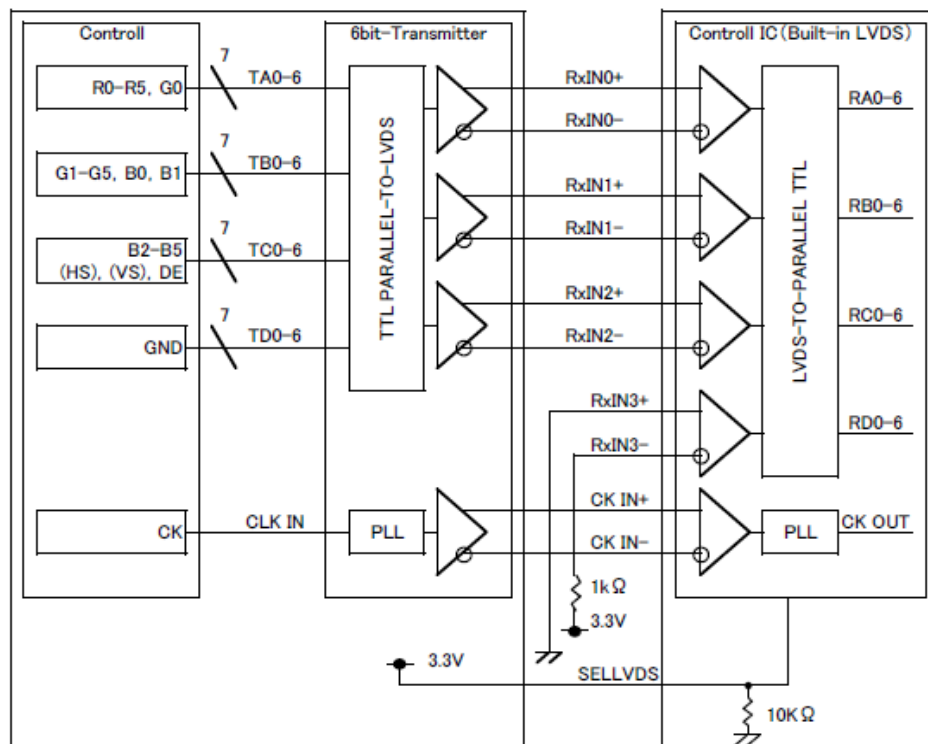 Controll
6bit-Transmitter
Controll IC(Built-in LVDS)
R0-R5, G0
7
TA0-6
RxIN0+
RxIN0-
RA0-6
G1-G5, B0, B1
7
TB0-6
RxIN1+
RxIN1-
RB0-6
B2-B5
(HS), (VS), DE
7
TC0-6
RxIN2+
RxIN2-
RC0-6
GND
7
TD0-6
TTL PARALLEL-TO-LVDS
LVDS-TO-PARALLEL TTL
RxIN3+
RxIN3-
RD0-6
CK
CLK IN
PLL
CK IN+
CK IN-
PLL
CK OUT
1kΩ
3.3V
3.3V
SELLVDS
10KΩ